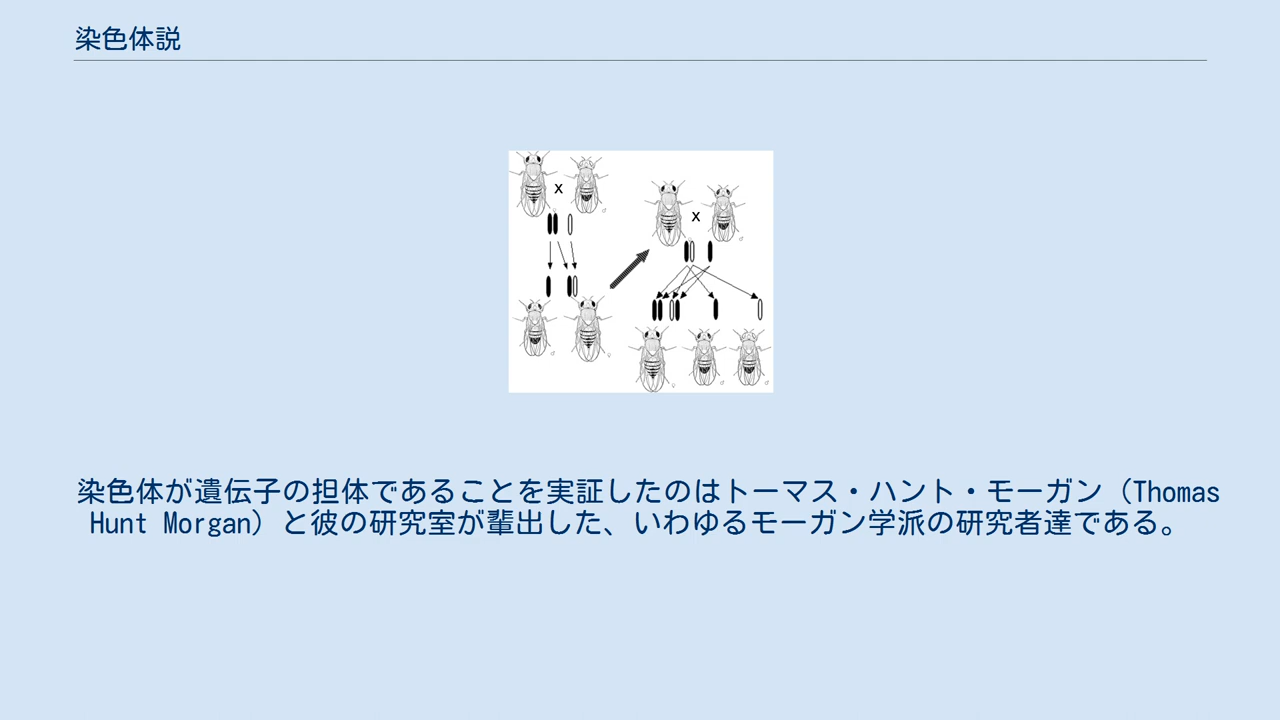 染色体説
x
x
染色体が遺伝子の担体であることを実証したのはトーマス・ハント・モーガン（Thomas
Hunt Morgan）と彼の研究室が輩出した、いわゆるモーガン学派の研究者達である。